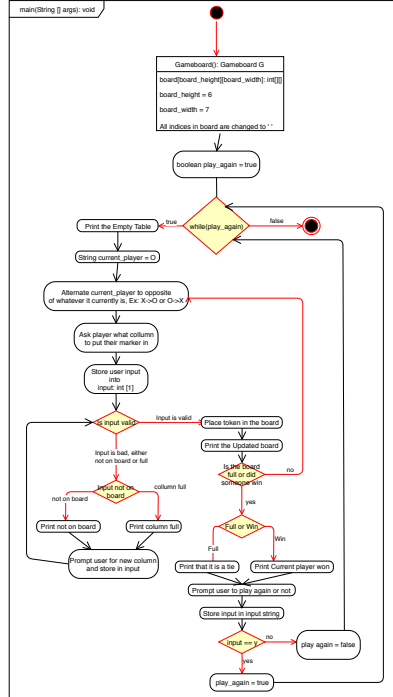 main(String [] args): void
Gameboard(): Gameboard G
board[board_height][board_width]: int[][]
board_height = 6
board_width = 7
All indices in board are changed to ' '
boolean play_again = true
while(play_again)
true
false
Print the Empty Table
String current_player = O
Alternate current_player to opposite
of whatever it currently is, Ex: X->O or O->X
Ask player what collumn
to put their marker in
Store user input
into
input: int [1]
Is input valid
Input is valid
Place token in the board
Print the Updated board
Input is bad, either
not on board or full
Is the board
full or did
someone win
no
yes
Input not on
board
not on board
column full
Print not on board
Print column full
Full or Win
Full
Win
Prompt user for new column
and store in input
Print that it is a tie
Print Current player won
Prompt user to play again or not
Store input in input string
input == y
no
play again = false
yes
play_again = true